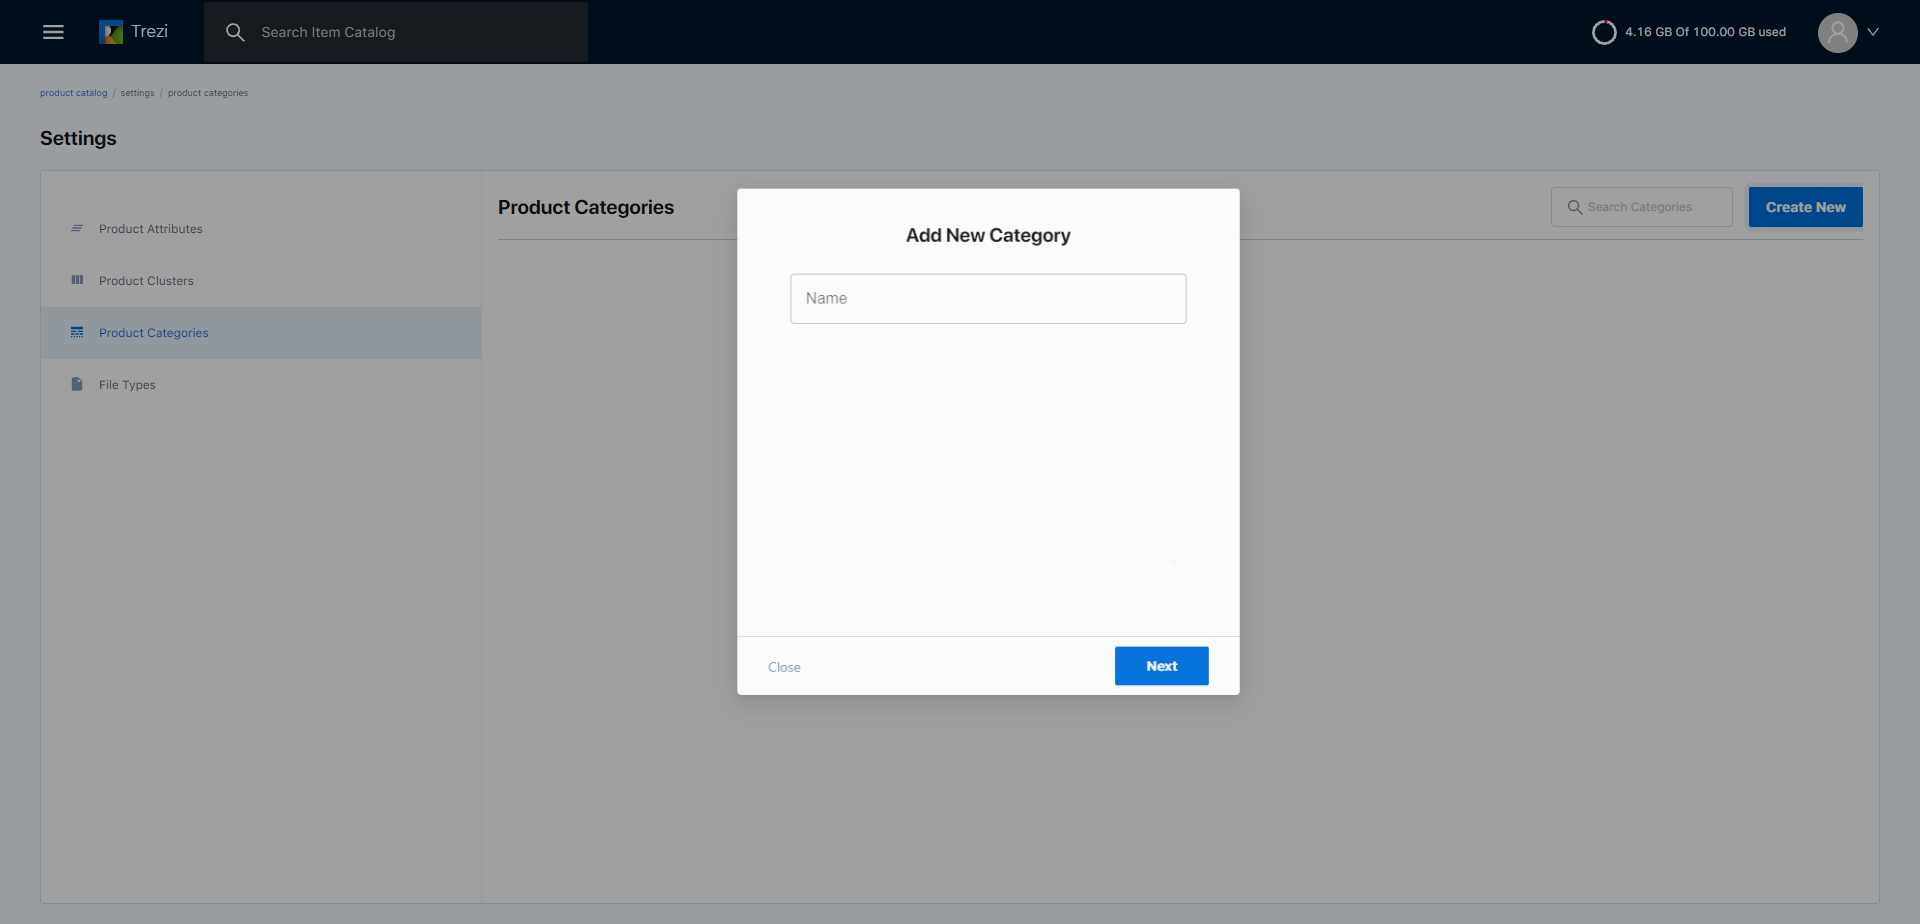 Trezi
Search Item Catalog
4.16 GB Of 100.00 GB used
product catalog / settings / product categories
Settings
Product Attributes
Product Clusters
Product Categories
File Types
Product Categories
Search Categories
Create New
Add New Category
Name
Close
Next